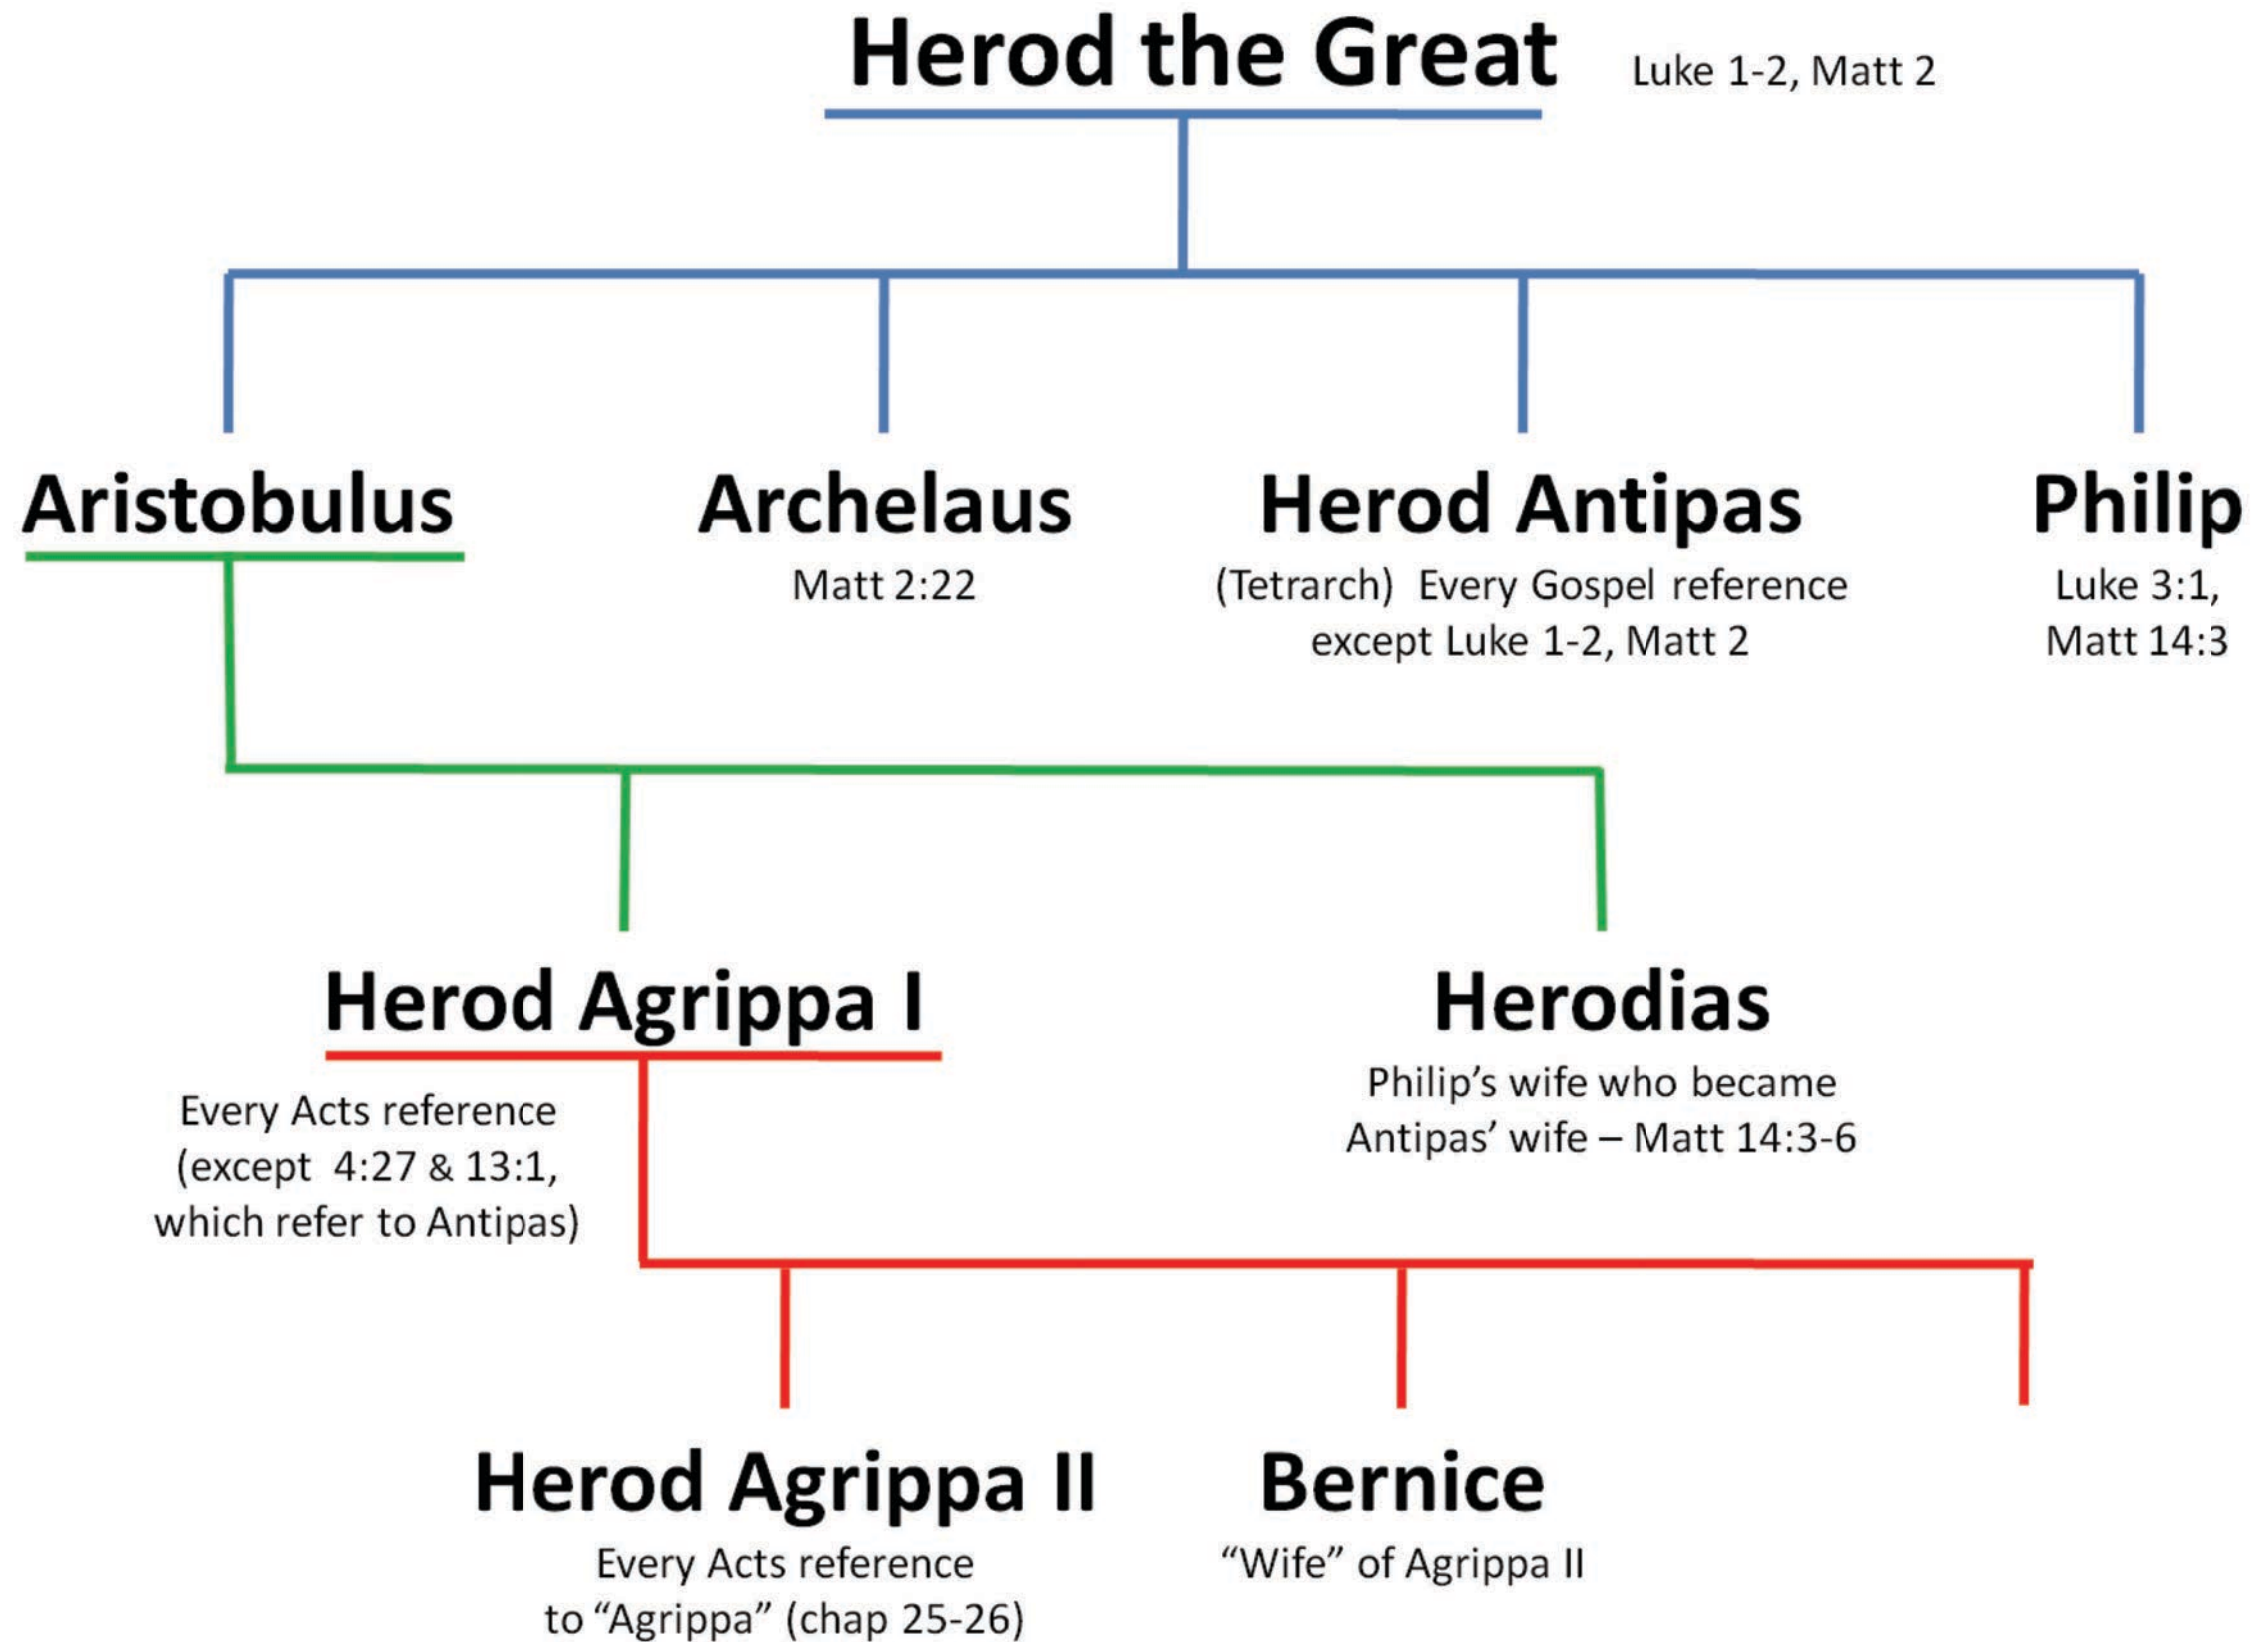 Herod the Great
Luke 1-2, Matt 2
Aristobulus
Archelaus
Matt 2:22
Herod Antipas
(Tetrarch) Every Gospel reference
except Luke 1-2, Matt 2
Philip
Luke 3:1,
Matt 14:3
Herod Agrippa I
Every Acts reference
(except 4:27 & 13:1,
which refer to Antipas)
Herodias
Philip’s wife who became
Antipas’ wife – Matt 14:3-6
Herod Agrippa II
Every Acts reference
to “Agrippa” (chap 25-26)
Bernice
“Wife” of Agrippa II